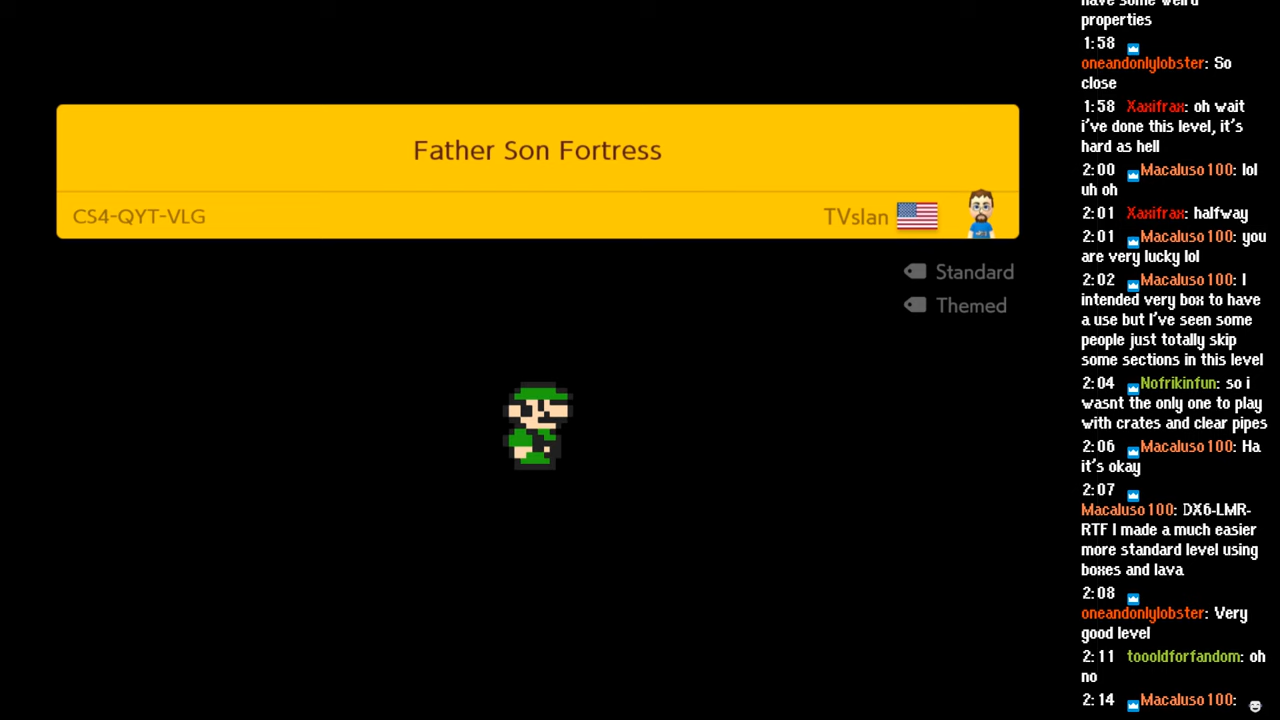 Father Son Fortress
CS4-QYT-VLG
TVslan
Standard
Themed
have some weird
properties
1:58
oneandonlylobster: So
close
1:58 Xaxifrax: oh wait
i've done this level, it's
hard as hell
2:00 Macaluso100: lol
uh oh
2:01 Xaxifrax: halfway
2:01 Macaluso100: you
are very lucky lol
2:02 Macaluso100: I
intended very box to have
a use but I've seen some
people just totally skip
some sections in this level
2:04 Nofrikinfun: so i
wasnt the only one to play
with crates and clear pipes
2:06 Macaluso100: Ha
it's okay
2:07
Macaluso100: DX6-LMR-
RTF I made a much easier
more standard level using
boxes and lava
2:08
oneandonlylobster: Very
good level
2:11 toooldforfandom: oh
no
2:14 Macaluso100: